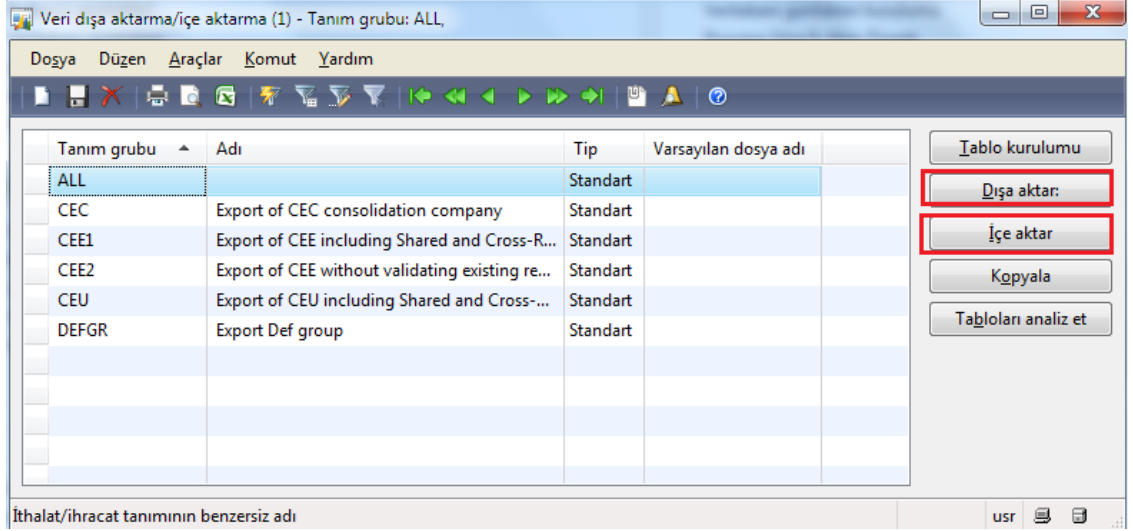 Veri dışa aktarma/içe aktarma (1) - Tanım grubu: ALL,
Dosya Düzen Araçlar Komut Yardım
Tanım grubu Adı Tip Varsayılan dosya adı
ALL Standart
CEC Export of CEC consolidation company Standart
CEE1 Export of CEE including Shared and Cross-R... Standart
CEE2 Export of CEE without validating existing re... Standart
CEU Export of CEU including Shared and Cross-... Standart
DEFGR Export Def group Standart
Tablo kurulumu
Dışa aktar:
İçe aktar
Kopyala
Tabloları analiz et
İthalat/ihracat tanımının benzersiz adı usr